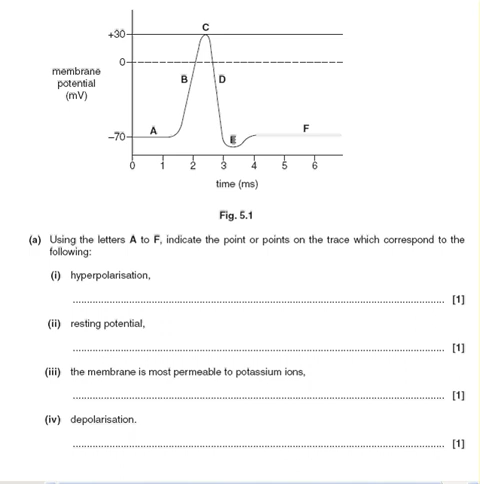 C
+30
0
membrane
potential
(mV)
B D
A
E
F
–70
0 1 2 3 4 5 6
time (ms)
Fig. 5.1
(a) Using the letters A to F, indicate the point or points on the trace which correspond to the
following:
(i) hyperpolarisation,
[1]
(ii) resting potential,
[1]
(iii) the membrane is most permeable to potassium ions,
[1]
(iv) depolarisation.
[1]